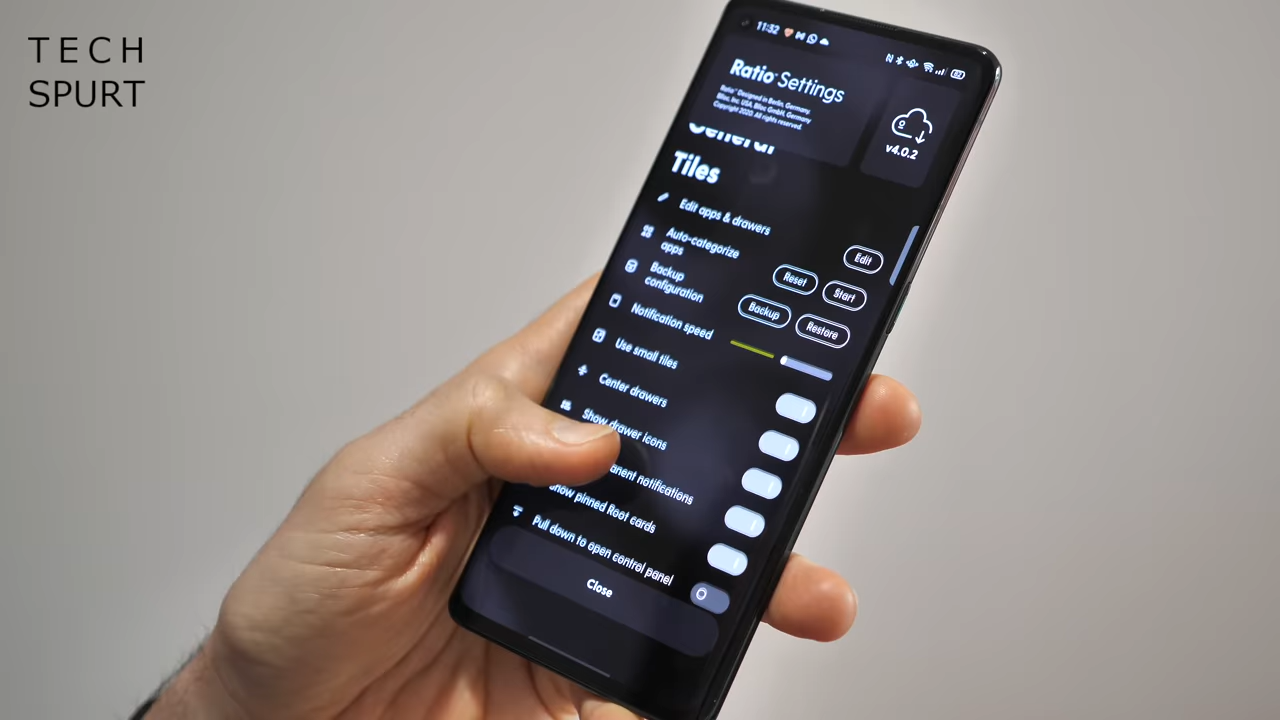 TECH
SPURT
11:32
Ratio™ Settings
Ratio™ Designed in Berlin, Germany
Blloc, Inc. USA, Blloc GmbH, Germany
Copyright 2020. All rights reserved.
v4.0.2
General
Tiles
Edit apps & drawers
Edit
Auto-categorize
apps
Reset
Start
Backup
configuration
Backup
Restore
Notification speed
Use small tiles
Center drawers
Show drawer icons
anent notifications
Show pinned Root cards
Pull down to open control panel
Close